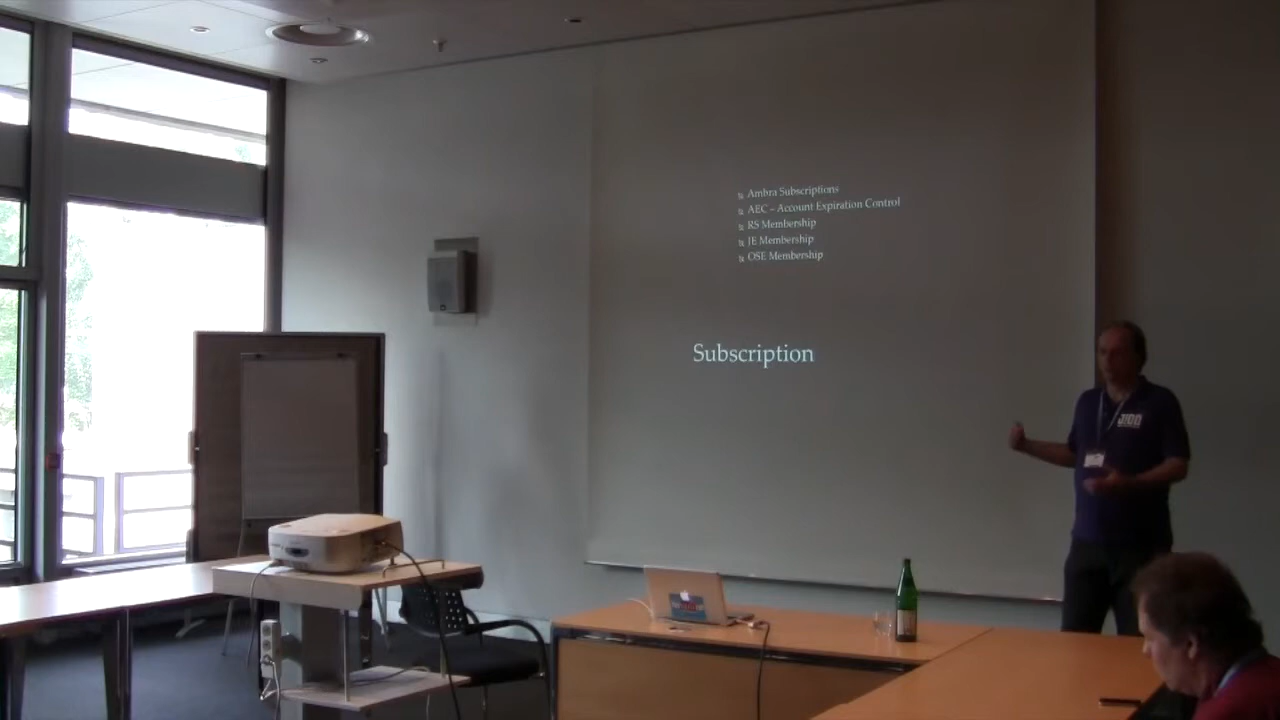 Ambra Subscriptions
AEC – Account Expiration Control
RS Membership
JE Membership
OSE Membership
Subscription